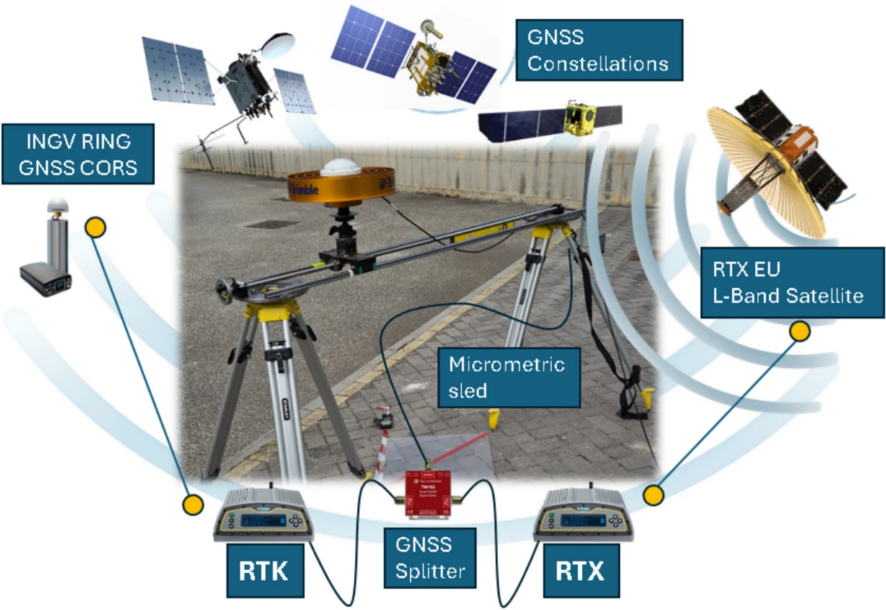 GNSS
Constellations
INGV RING
GNSS CORS
Trimble
RTX EU
L-Band Satellite
Micrometric
sled
RTK
GNSS
Splitter
RTX